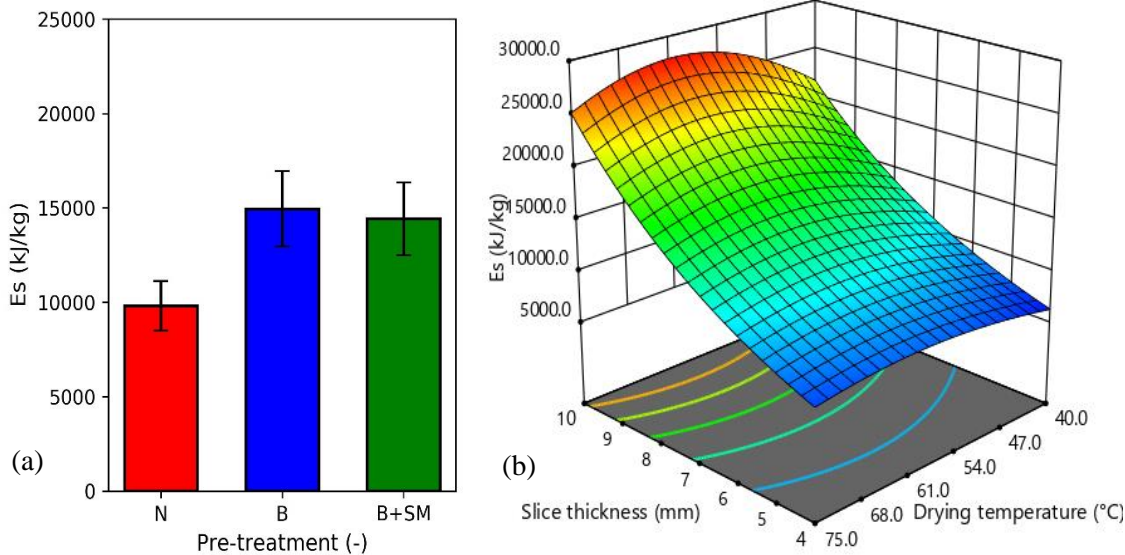 25000
20000
15000
10000
5000
0
Es (kJ/kg)
N
B
B+SM
Pre-treatment (-)
(a)
30000.0
25000.0
20000.0
15000.0
10000.0
5000.0
Es (kJ/kg)
10
9
8
7
6
5
4
Slice thickness (mm)
40.0
47.0
54.0
61.0
68.0
75.0
Drying temperature (°C)
(b)